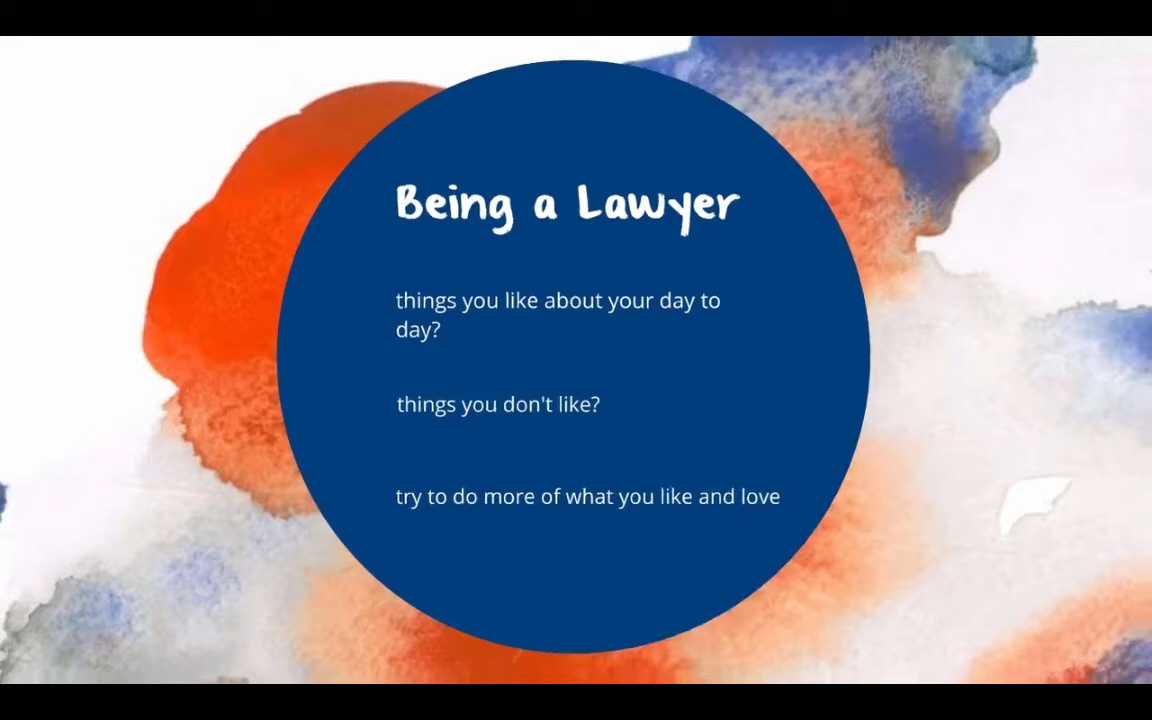 Being a Lawyer
things you like about your day to
day?
things you don't like?
try to do more of what you like and love